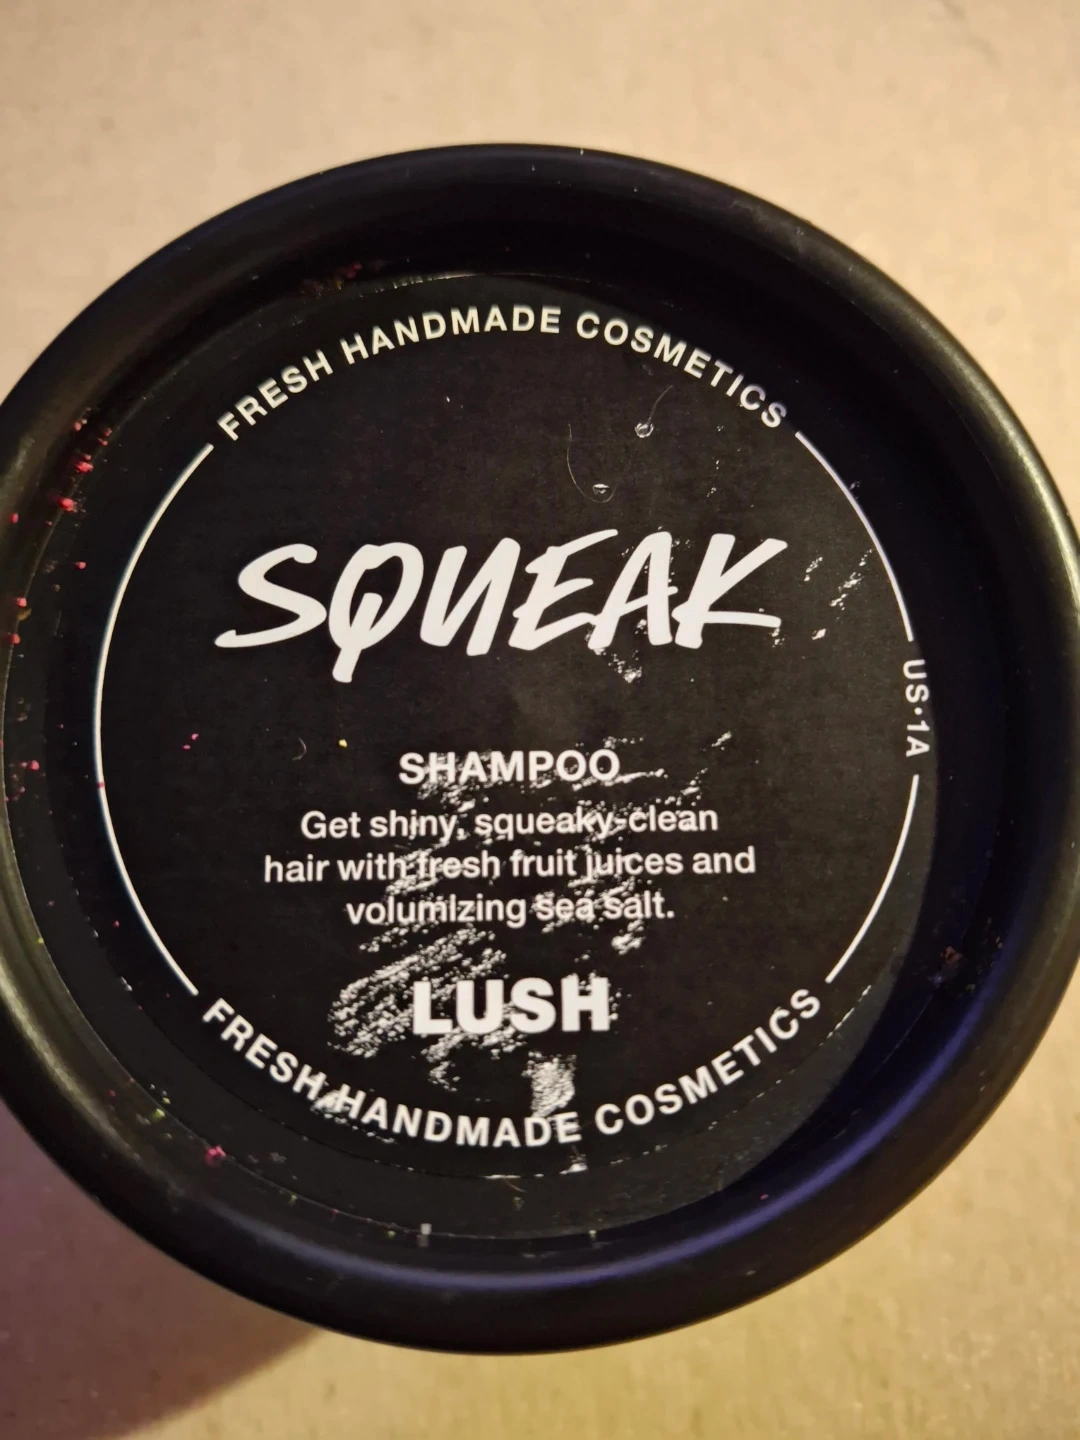 FRESH HANDMADE COSMETICS
SQUEAK
US·1A
SHAMPOO
Get shiny, squeaky-clean
hair with fresh fruit juices and
volumizing sea salt.
LUSH
FRESH HANDMADE COSMETICS